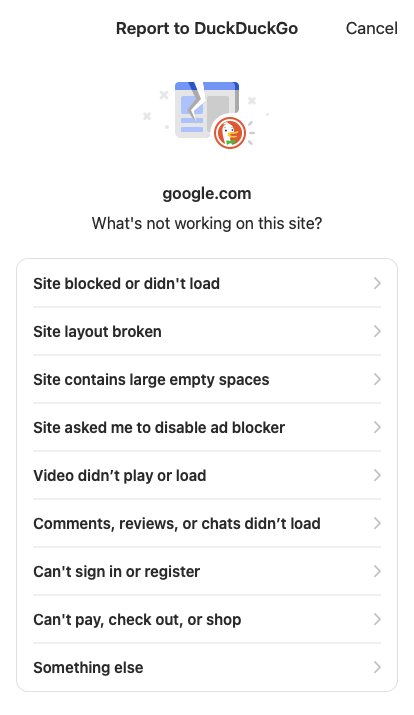 Report to DuckDuckGo
Cancel
google.com
What's not working on this site?
Site blocked or didn't load
Site layout broken
Site contains large empty spaces
Site asked me to disable ad blocker
Video didn’t play or load
Comments, reviews, or chats didn’t load
Can't sign in or register
Can't pay, check out, or shop
Something else